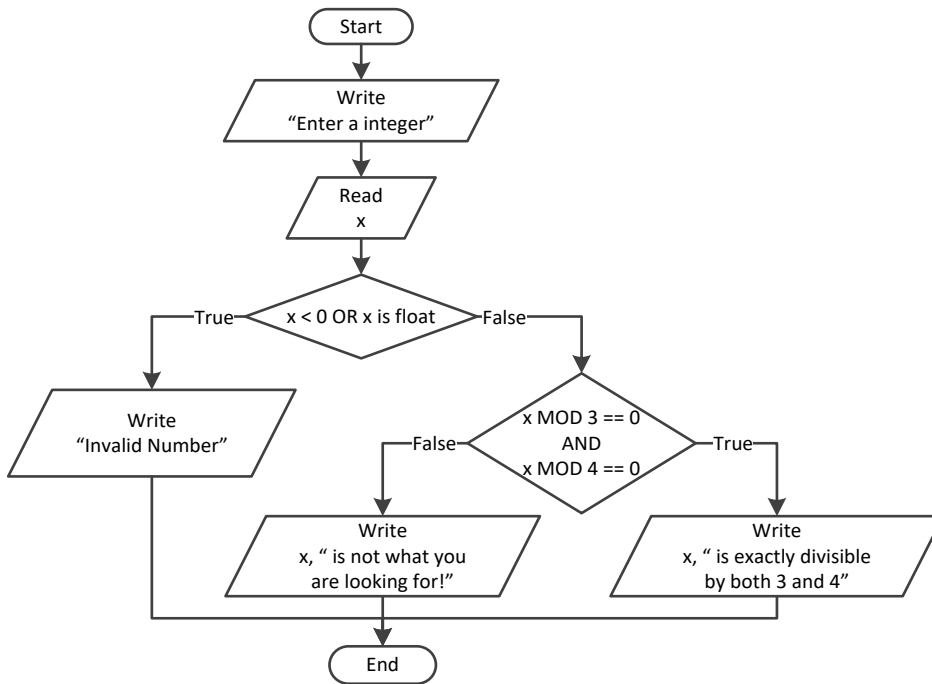 Start
Write
“Enter a integer”
Read
x
x < 0 OR x is float
True
False
Write
“Invalid Number”
x MOD 3 == 0
AND
x MOD 4 == 0
False
True
Write
x, “ is not what you
are looking for!”
Write
x, “ is exactly divisible
by both 3 and 4”
End